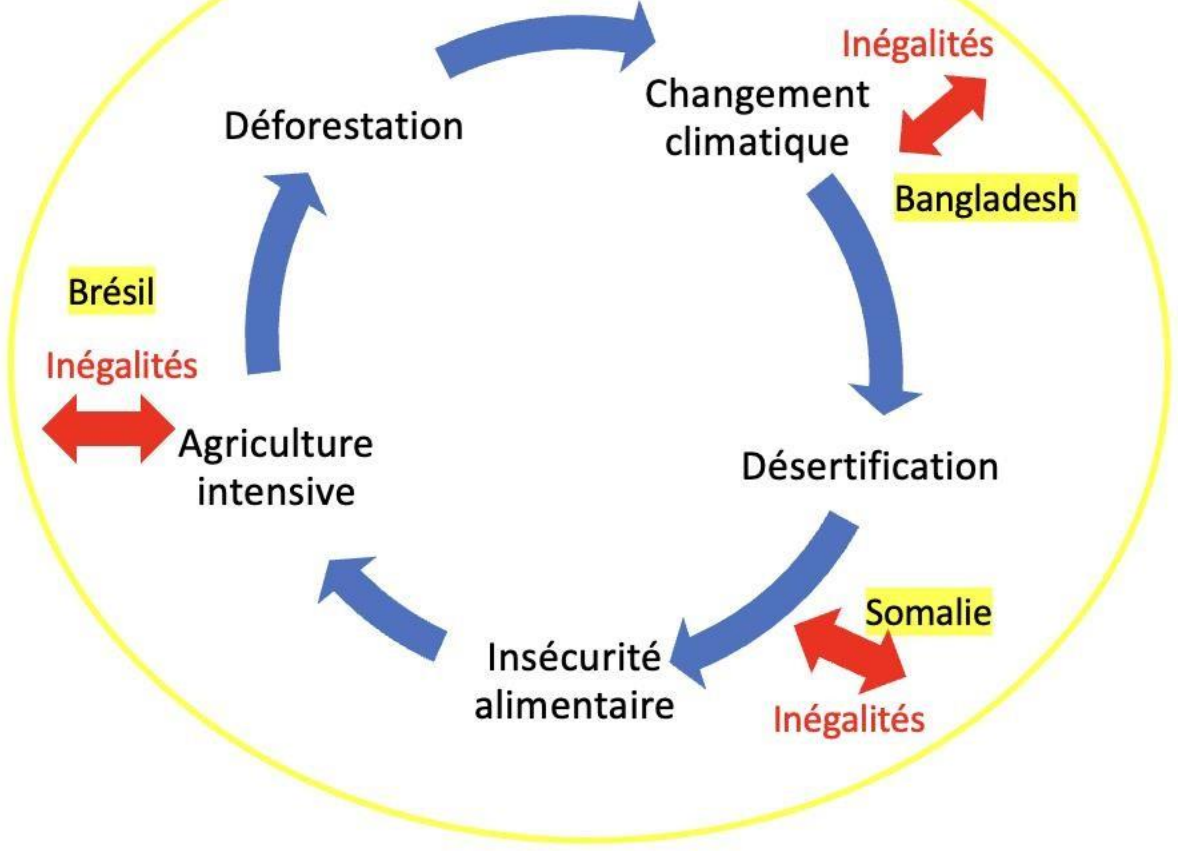 Inégalités
Changement
climatique
Déforestation
Bangladesh
Brésil
Inégalités
Agriculture
intensive
Désertification
Somalie
Insécurité
alimentaire
Inégalités